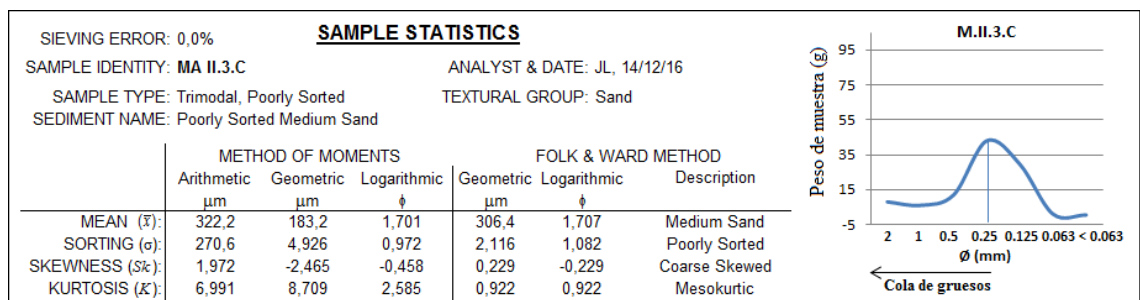 SAMPLE STATISTICS
SIEVING ERROR: 0,0%
SAMPLE IDENTITY: MA II.3.C ANALYST & DATE: JL, 14/12/16
SAMPLE TYPE: Trimodal, Poorly Sorted TEXTURAL GROUP: Sand
SEDIMENT NAME: Poorly Sorted Medium Sand
METHOD OF MOMENTS FOLK & WARD METHOD
Arithmetic Geometric Logarithmic Geometric Logarithmic Description
μm μm ϕ μm ϕ
MEAN (x̄): 322,2 183,2 1,701 306,4 1,707 Medium Sand
SORTING (σ): 270,6 4,926 0,972 2,116 1,082 Poorly Sorted
SKEWNESS (Sk): 1,972 -2,465 -0,458 0,229 -0,229 Coarse Skewed
KURTOSIS (K): 6,991 8,709 2,585 0,922 0,922 Mesokurtic
M.II.3.C
Peso de muestra (g)
95
75
55
35
15
-5
2 1 0.5 0.25 0.125 0.063 < 0.063
Ø (mm)
Cola de gruesos